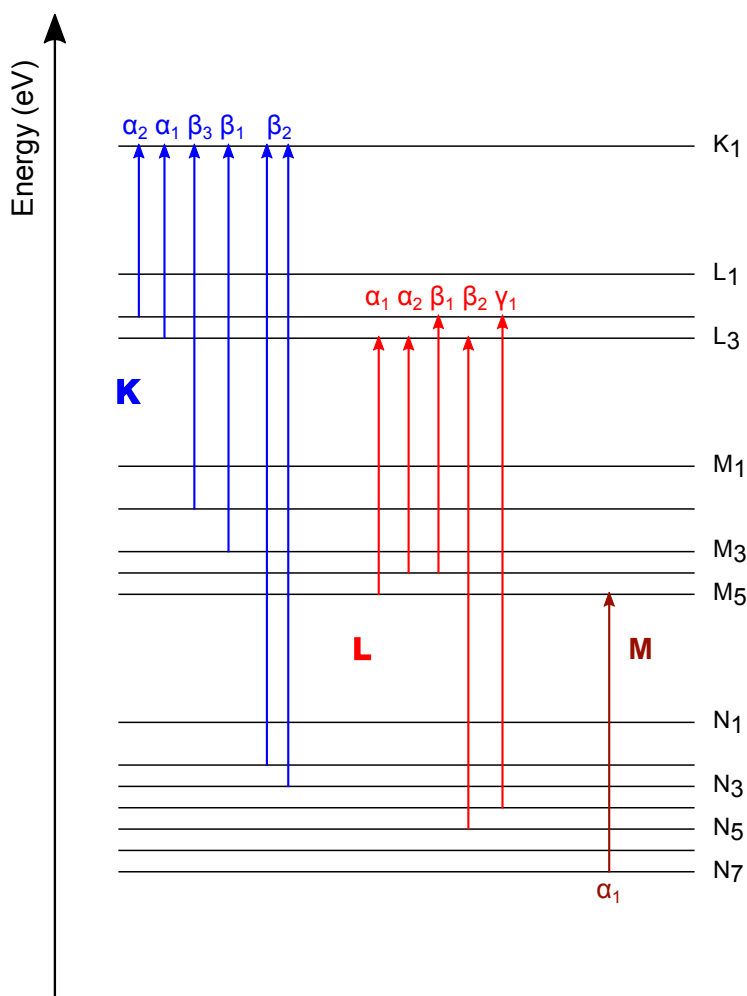 Energy (eV)
α₂ α₁ β₃ β₁ β₂
K₁
L₁
α₁ α₂ β₁ β₂ γ₁
L₃
K
M₁
M₃
M₅
L
M
N₁
N₃
N₅
N₇
α₁